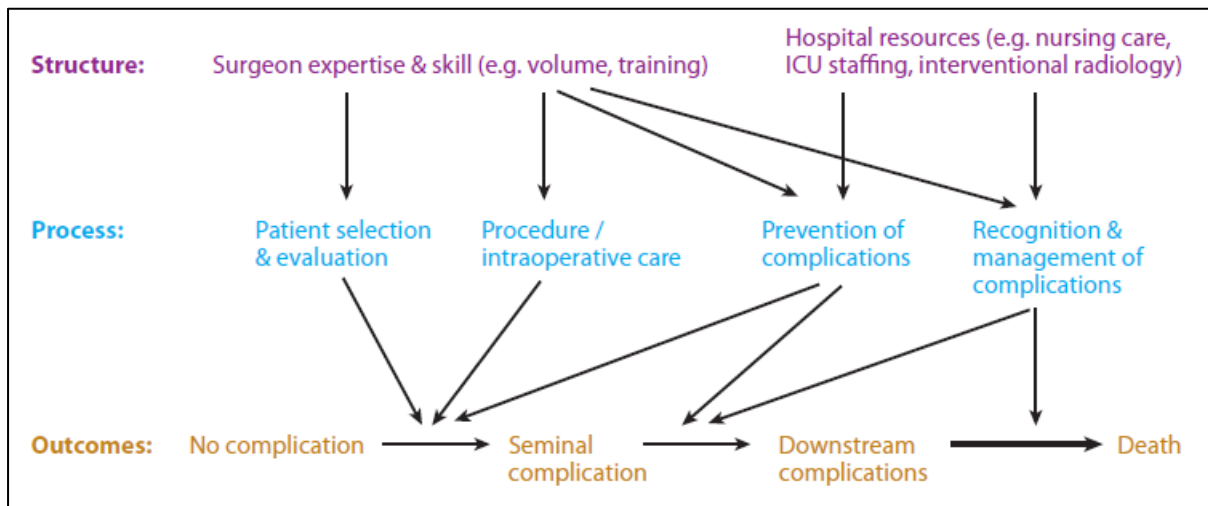 Structure:
Surgeon expertise & skill (e.g. volume, training)
Hospital resources (e.g. nursing care,
ICU staffing, interventional radiology)
Process:
Patient selection
& evaluation
Procedure /
intraoperative care
Prevention of
complications
Recognition &
management of
complications
Outcomes:
No complication
Seminal
complication
Downstream
complications
Death